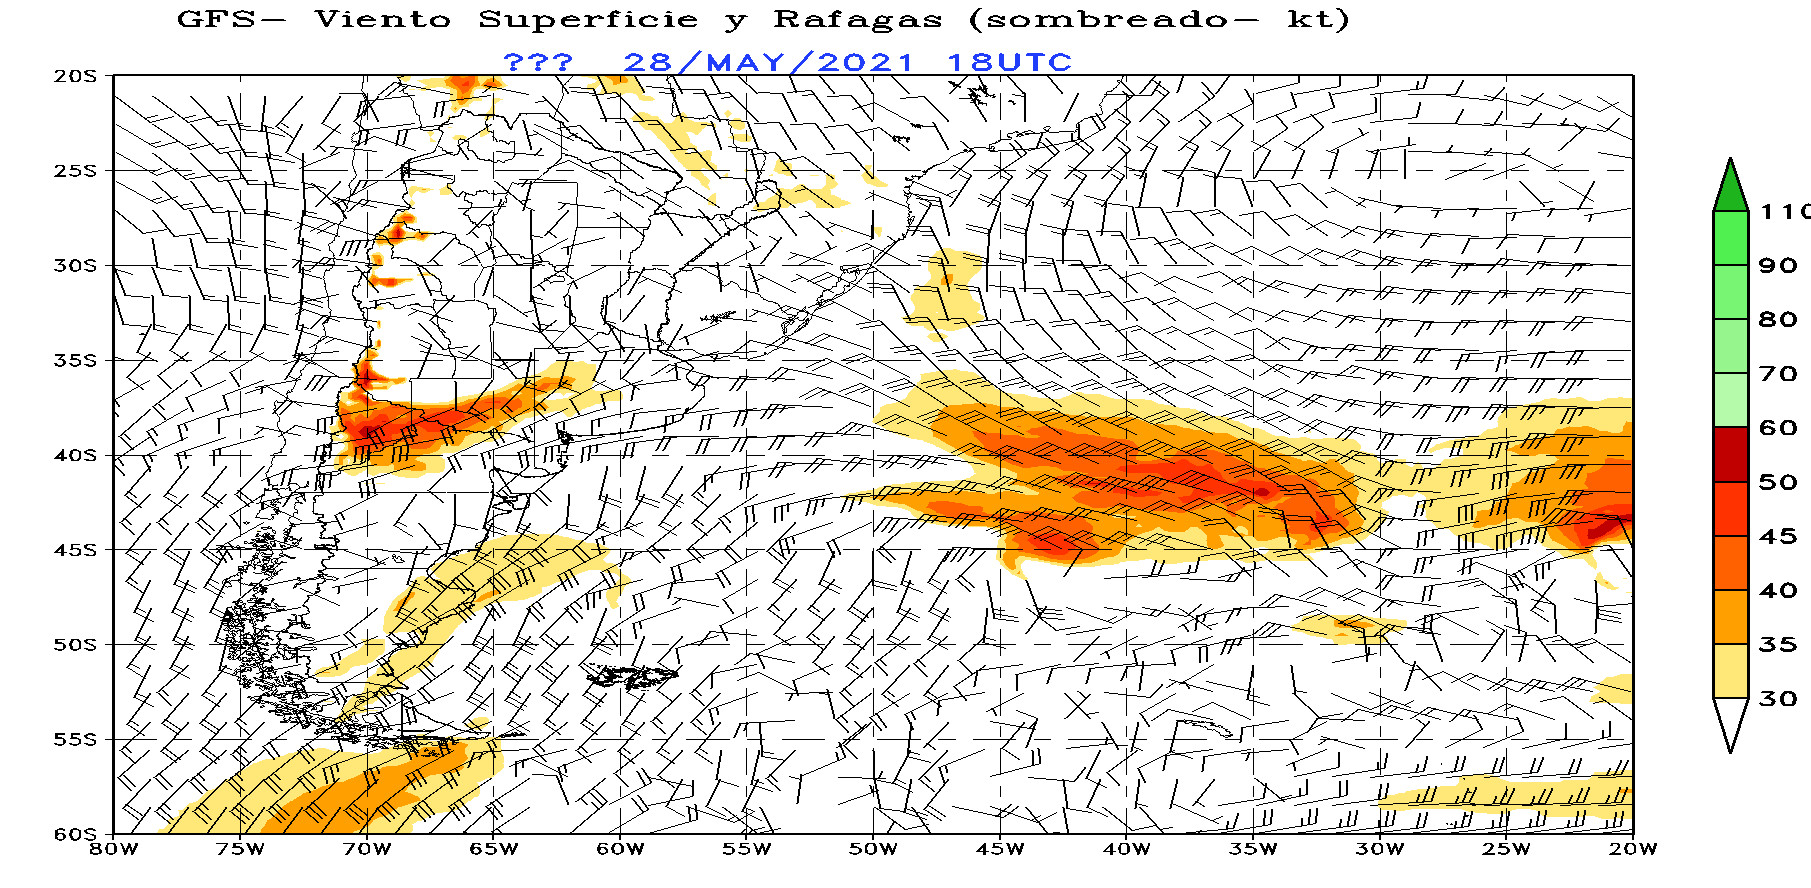 GFS- Viento Superficie y Rafagas (sombreado- kt)
??? 28/MAY/2021 18UTC
20S
25S
30S
35S
40S
45S
50S
55S
60S
80W 75W 70W 65W 60W 55W 50W 45W 40W 35W 30W 25W 20W
110
90
80
70
60
50
45
40
35
30